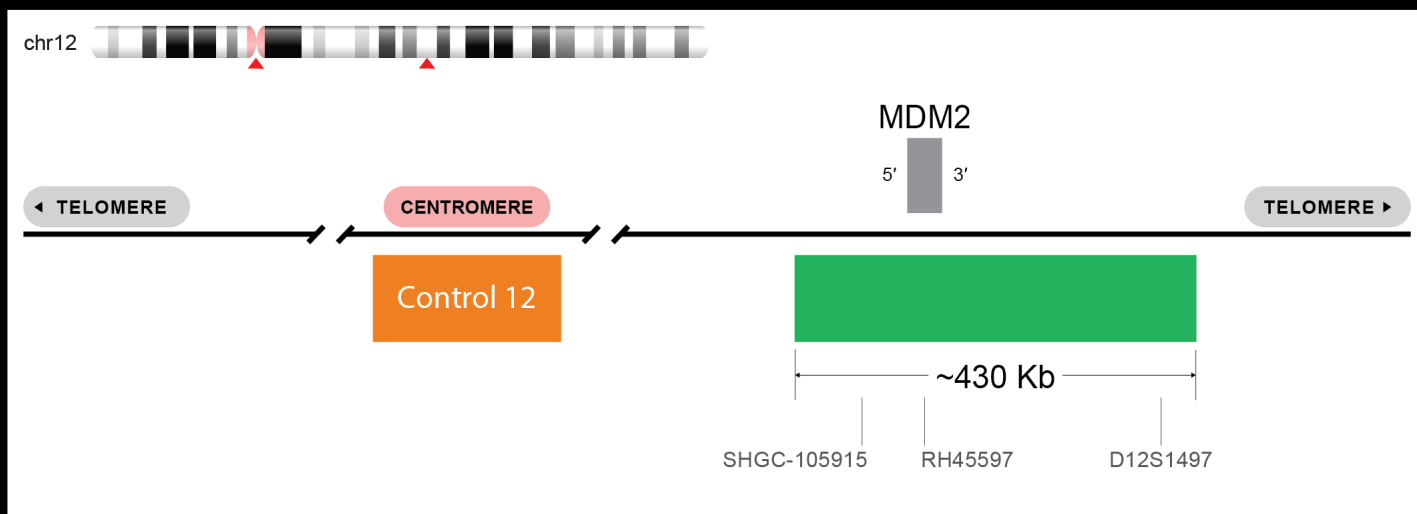 chr12
MDM2
5′ 3′
◄ TELOMERE
CENTROMERE
TELOMERE ►
Control 12
~430 Kb
SHGC-105915
RH45597
D12S1497